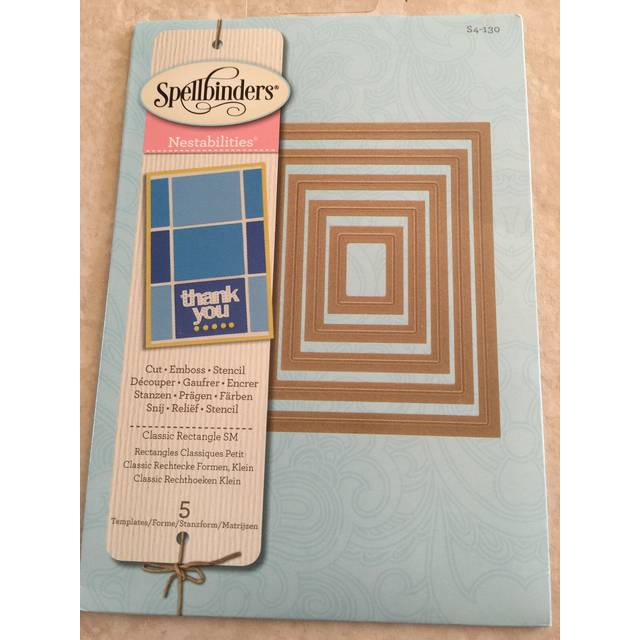 S4-130
Spellbinders®
Nestabilities®
thank
you
Cut • Emboss • Stencil
Découper • Gaufrer • Encrer
Stanzen • Prägen • Färben
Snij • Reliëf • Stencil
Classic Rectangle SM
Rectangles Classiques Petit
Classic Rechtecke Formen, Klein
Classic Rechthoeken Klein
5
Templates/Forme/Stanzform/Matrijzen